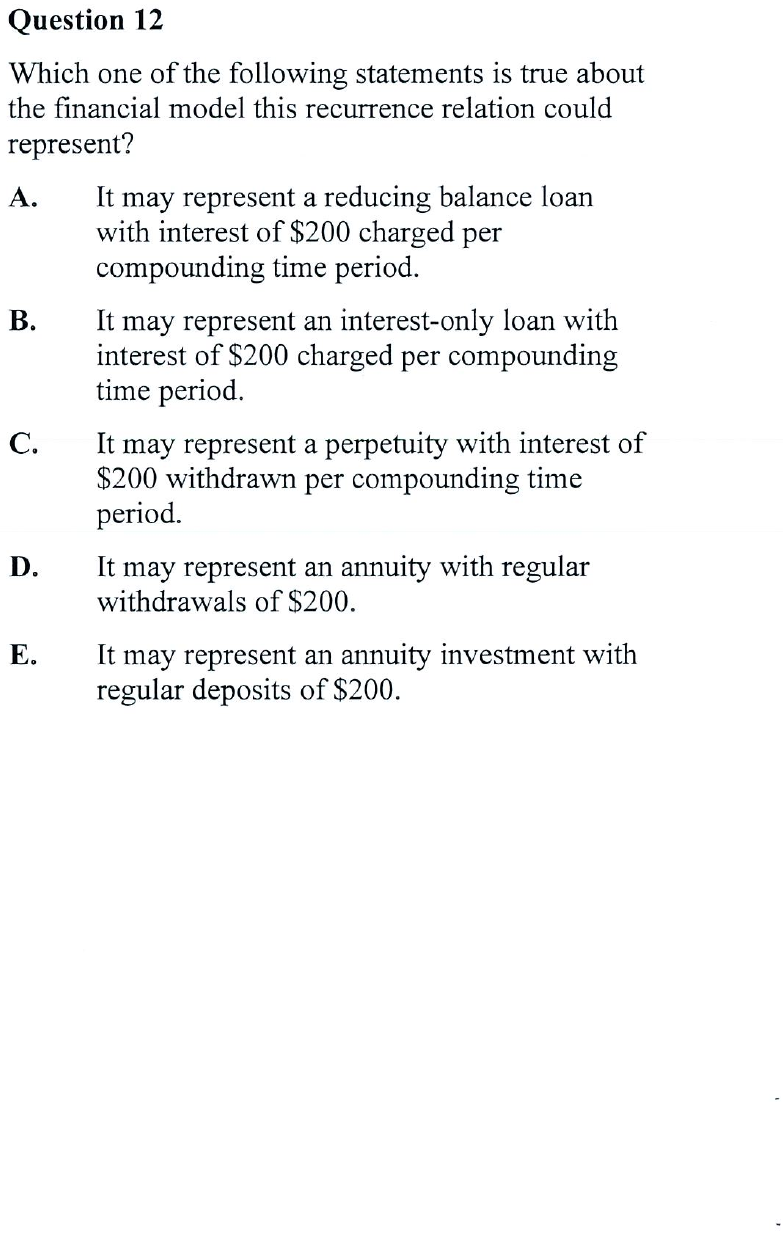 Question 12
Which one of the following statements is true about
the financial model this recurrence relation could
represent?
A. It may represent a reducing balance loan
with interest of $200 charged per
compounding time period.
B. It may represent an interest-only loan with
interest of $200 charged per compounding
time period.
C. It may represent a perpetuity with interest of
$200 withdrawn per compounding time
period.
D. It may represent an annuity with regular
withdrawals of $200.
E. It may represent an annuity investment with
regular deposits of $200.